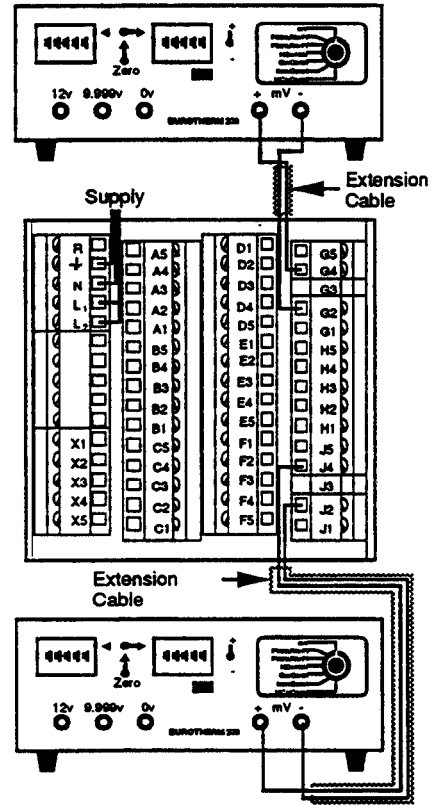 +
-
Zero
12v 9.999v 0v
+ mV -
EUROTHERM 239
Extension
Cable
Supply
R
N
L1
L2
X1
X2
X3
X4
X5
A5
A4
A3
A2
A1
B5
B4
B3
B2
B1
C5
C4
C3
C2
C1
D1
D2
D3
D4
D5
E1
E2
E3
E4
E5
F1
F2
F3
F4
F5
G5
G4
G3
G2
G1
H5
H4
H3
H2
H1
J5
J4
J3
J2
J1
Extension
Cable
+
-
Zero
12v 9.999v 0v
+ mV -
EUROTHERM 239